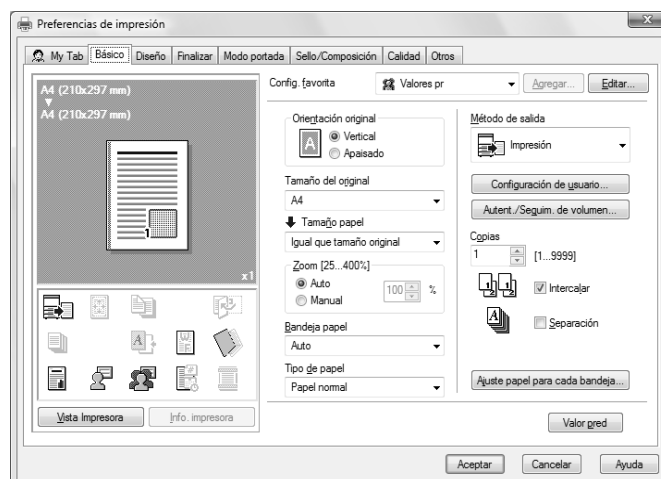 Preferencias de impresión
My Tab Básico Diseño Finalizar Modo portada Sello/Composición Calidad Otros
A4 (210x297 mm)
A4 (210x297 mm)
1
x1
Vista Impresora Info. impresora
Config. favorita Valores pr Agregar... Editar...
Orientación original
A Vertical
Apaisado
Tamaño del original
A4
Tamaño papel
Igual que tamaño original
Zoom [25...400%]
Auto
Manual
100 %
Bandeja papel
Auto
Tipo de papel
Papel normal
Método de salida
Impresión
Configuración de usuario...
Autent./Seguim. de volumen...
Copias
1 [1...9999]
Intercalar
Separación
Ajuste papel para cada bandeja...
Valor pred
Aceptar Cancelar Ayuda